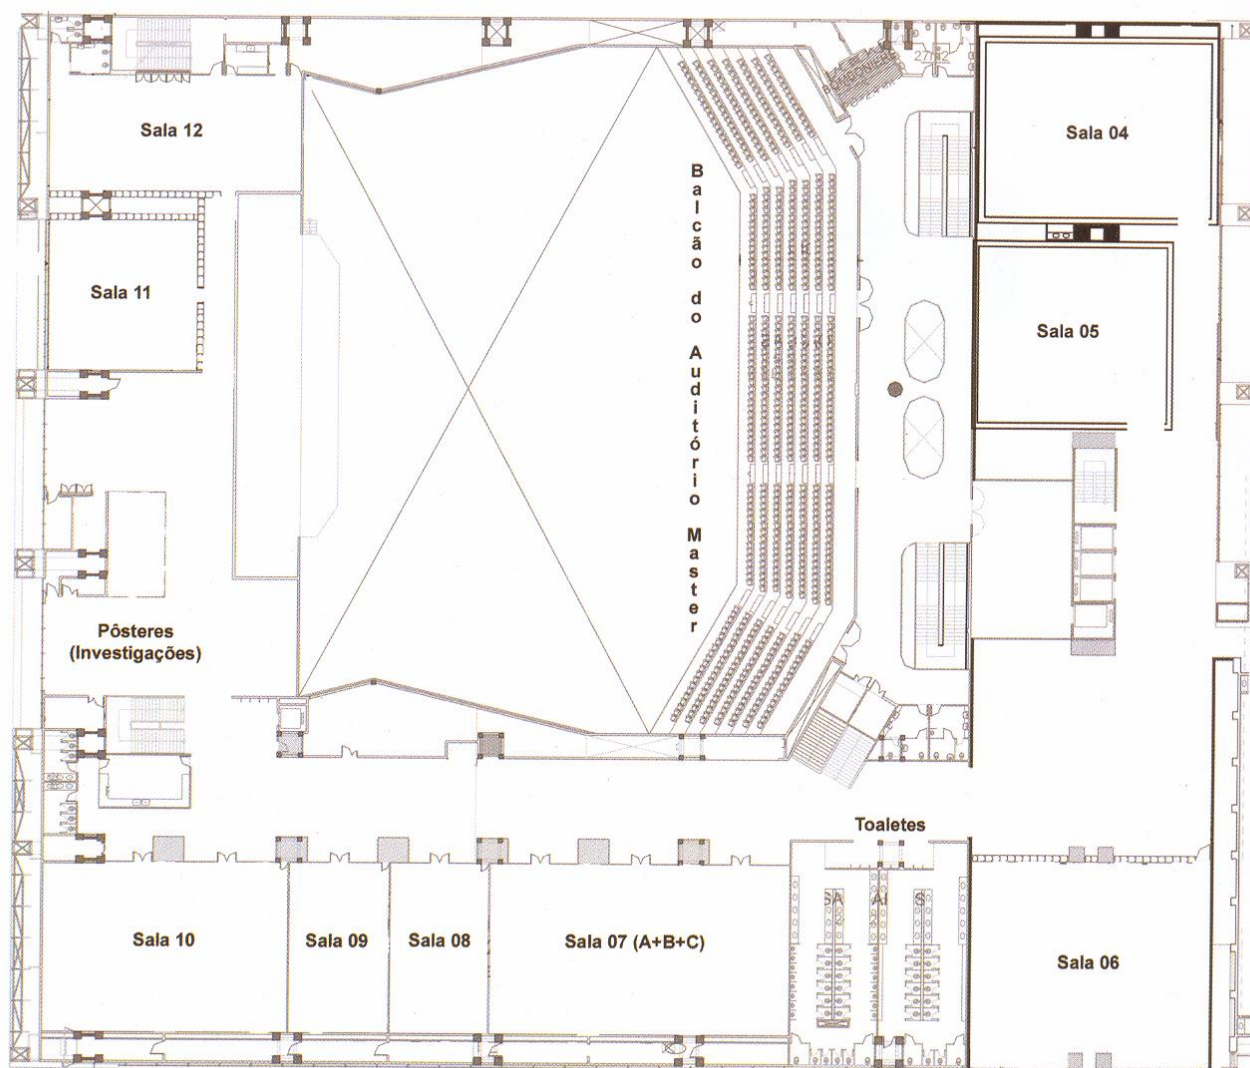 Sala 12
Sala 04
Sala 11
Sala 05
Balcão do Auditório Master
Pôsteres
(Investigações)
Toaletes
Sala 10
Sala 09
Sala 08
Sala 07 (A+B+C)
Sala 06